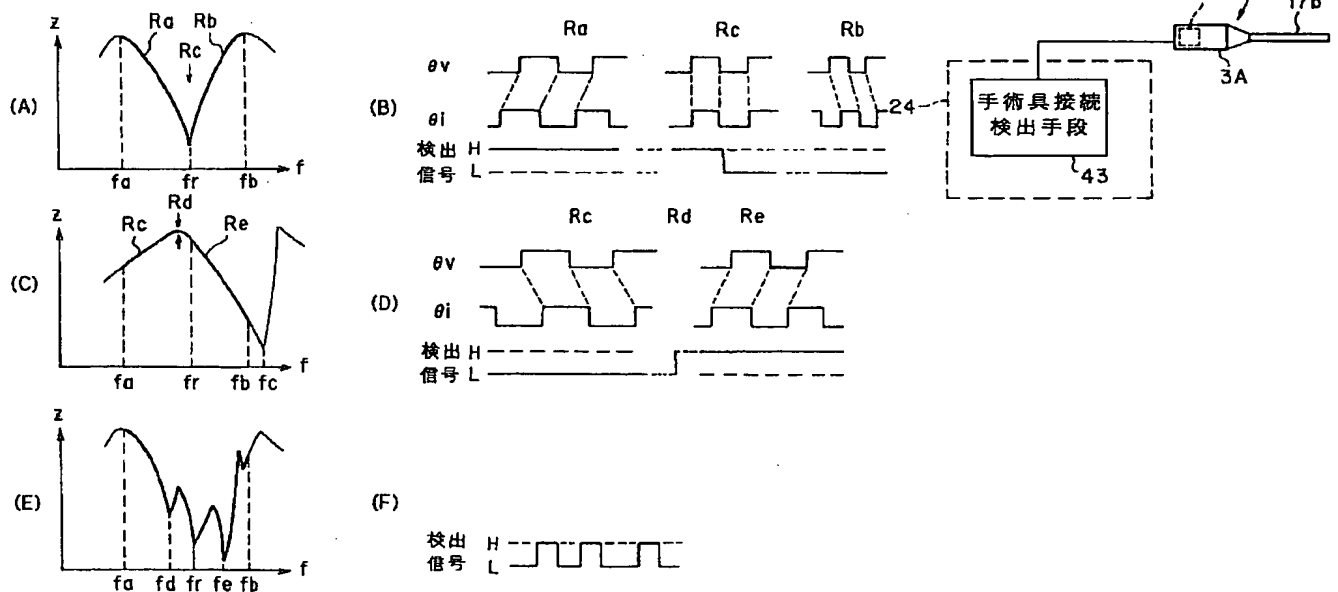 (A)
z
Ra
Rb
Rc
fa
fr
fb
f
(B)
Ra
Rc
Rb
θv
θi
検出 H
信号 L
17B
3A
24
手術具接続
検出手段
43
(C)
z
Rc
Rd
Re
fa
fr
fb
fc
f
(D)
Rc
Rd
Re
θv
θi
検出 H
信号 L
(E)
z
fa
fd
fr
fe
fb
f
(F)
検出 H
信号 L